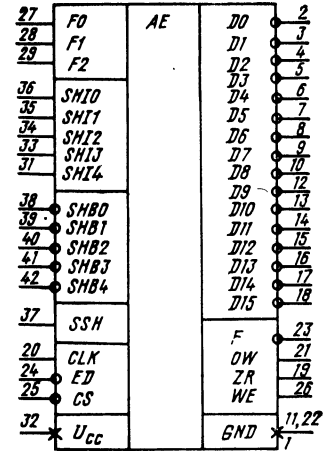 27 F0
28 F1
29 F2
36 SHI0
35 SHI1
34 SHI2
33 SHI3
31 SHI4
38 SHB0
39 SHB1
40 SHB2
41 SHB3
42 SHB4
37 SSH
20 CLK
24 ED
25 CS
32 Ucc
AE
D0 2
D1 3
D2 4
D3 5
D4 6
D5 7
D6 8
D7 9
D8 10
D9 12
D10 13
D11 14
D12 15
D13 16
D14 17
D15 18
F 23
OW 21
ZR 19
WE 26
GND 11,22
1